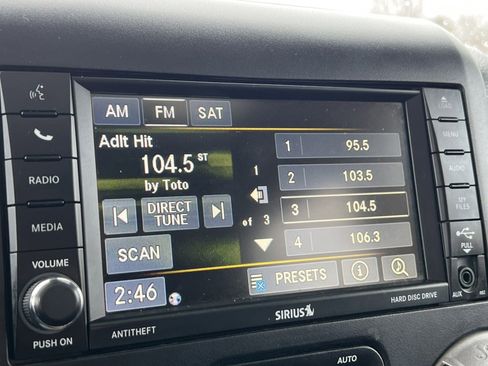 AM FM SAT
Adlt Hit
104.5 ST
by Toto
DIRECT
TUNE
SCAN
2:46
1
of 3
1 95.5
2 103.5
3 104.5
4 106.3
PRESETS
i
RADIO
MEDIA
VOLUME
PUSH ON
ANTITHEFT
SIRIUS
HARD DISC DRIVE
LOAD
MENU
AUDIO
MY
FILES
PULL
AUX
AUTO